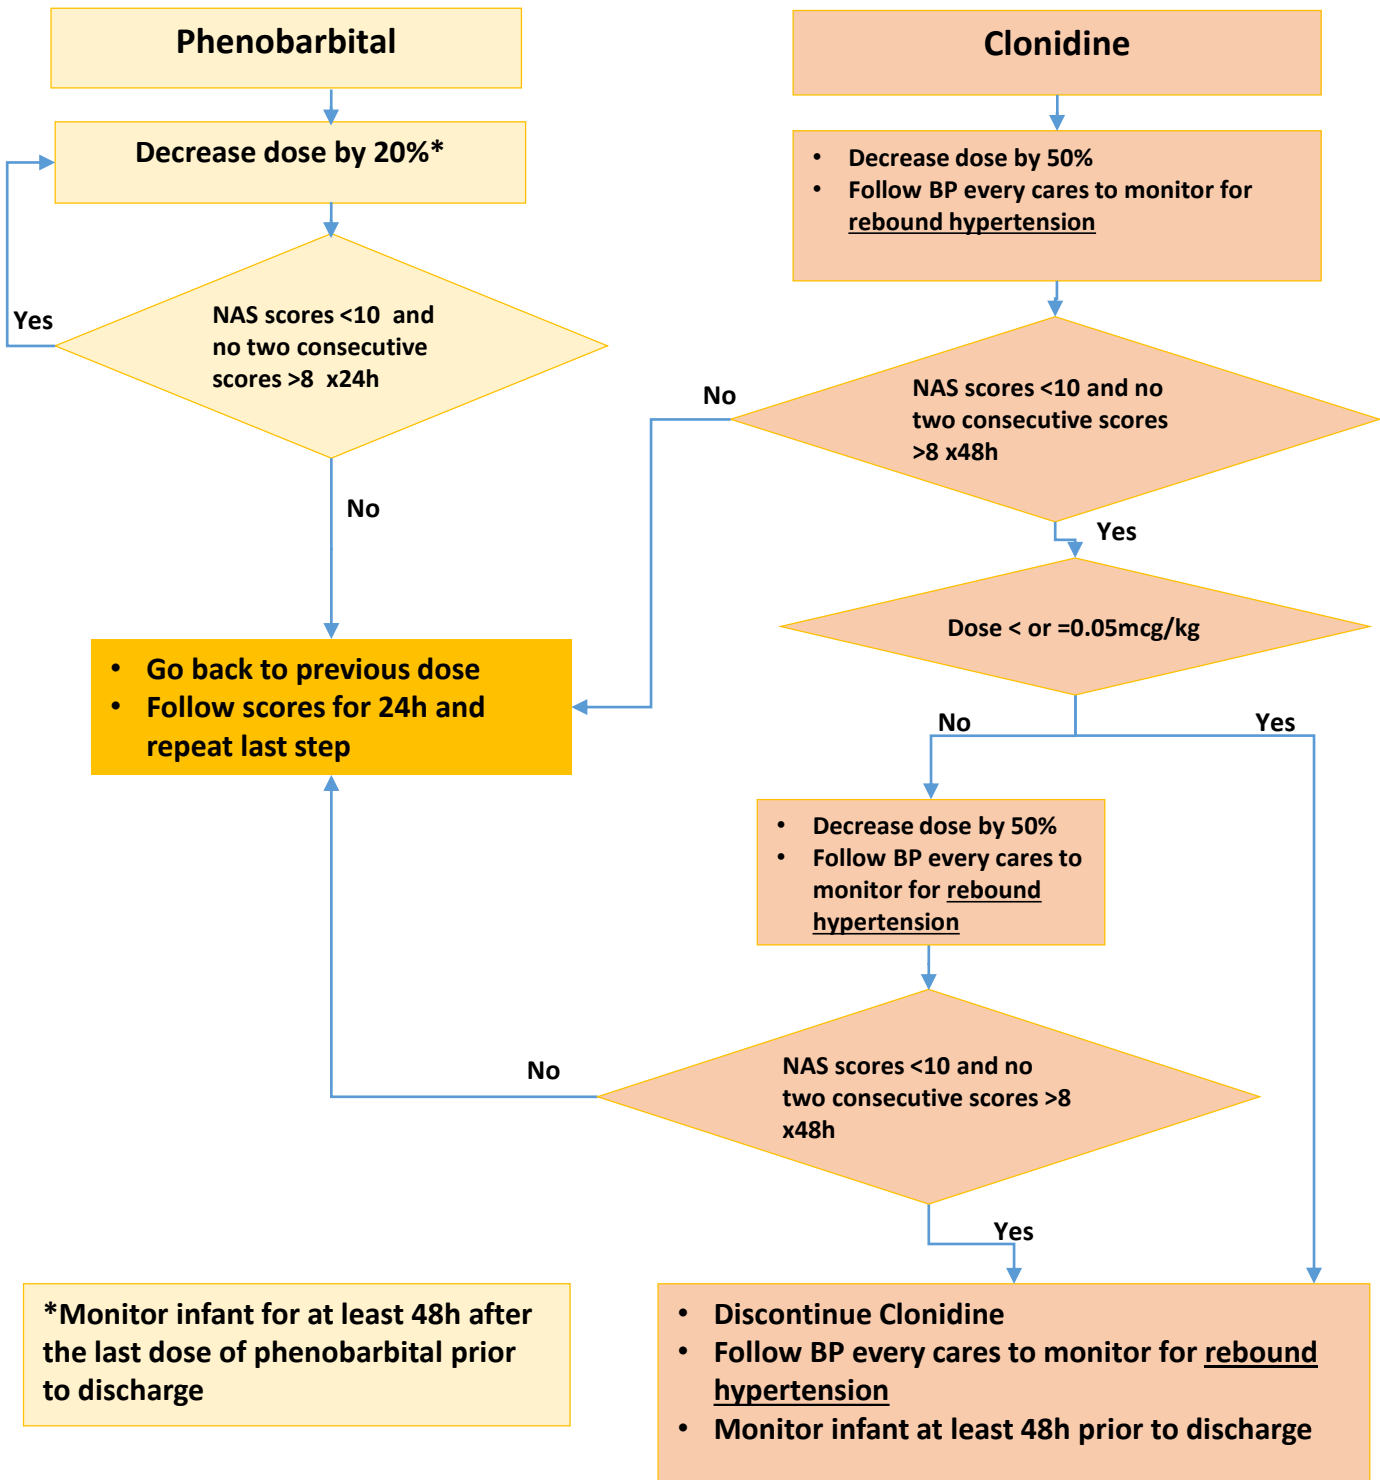 Phenobarbital
Decrease dose by 20%*
Yes
NAS scores <10 and
no two consecutive
scores >8 x24h
No
• Go back to previous dose
• Follow scores for 24h and
repeat last step
Clonidine
• Decrease dose by 50%
• Follow BP every cares to monitor for
rebound hypertension
NAS scores <10 and no
two consecutive scores
>8 x48h
No
Yes
Dose < or =0.05mcg/kg
No
Yes
• Decrease dose by 50%
• Follow BP every cares to
monitor for rebound
hypertension
NAS scores <10 and no
two consecutive scores >8
x48h
No
Yes
*Monitor infant for at least 48h after
the last dose of phenobarbital prior
to discharge
• Discontinue Clonidine
• Follow BP every cares to monitor for rebound
hypertension
• Monitor infant at least 48h prior to discharge